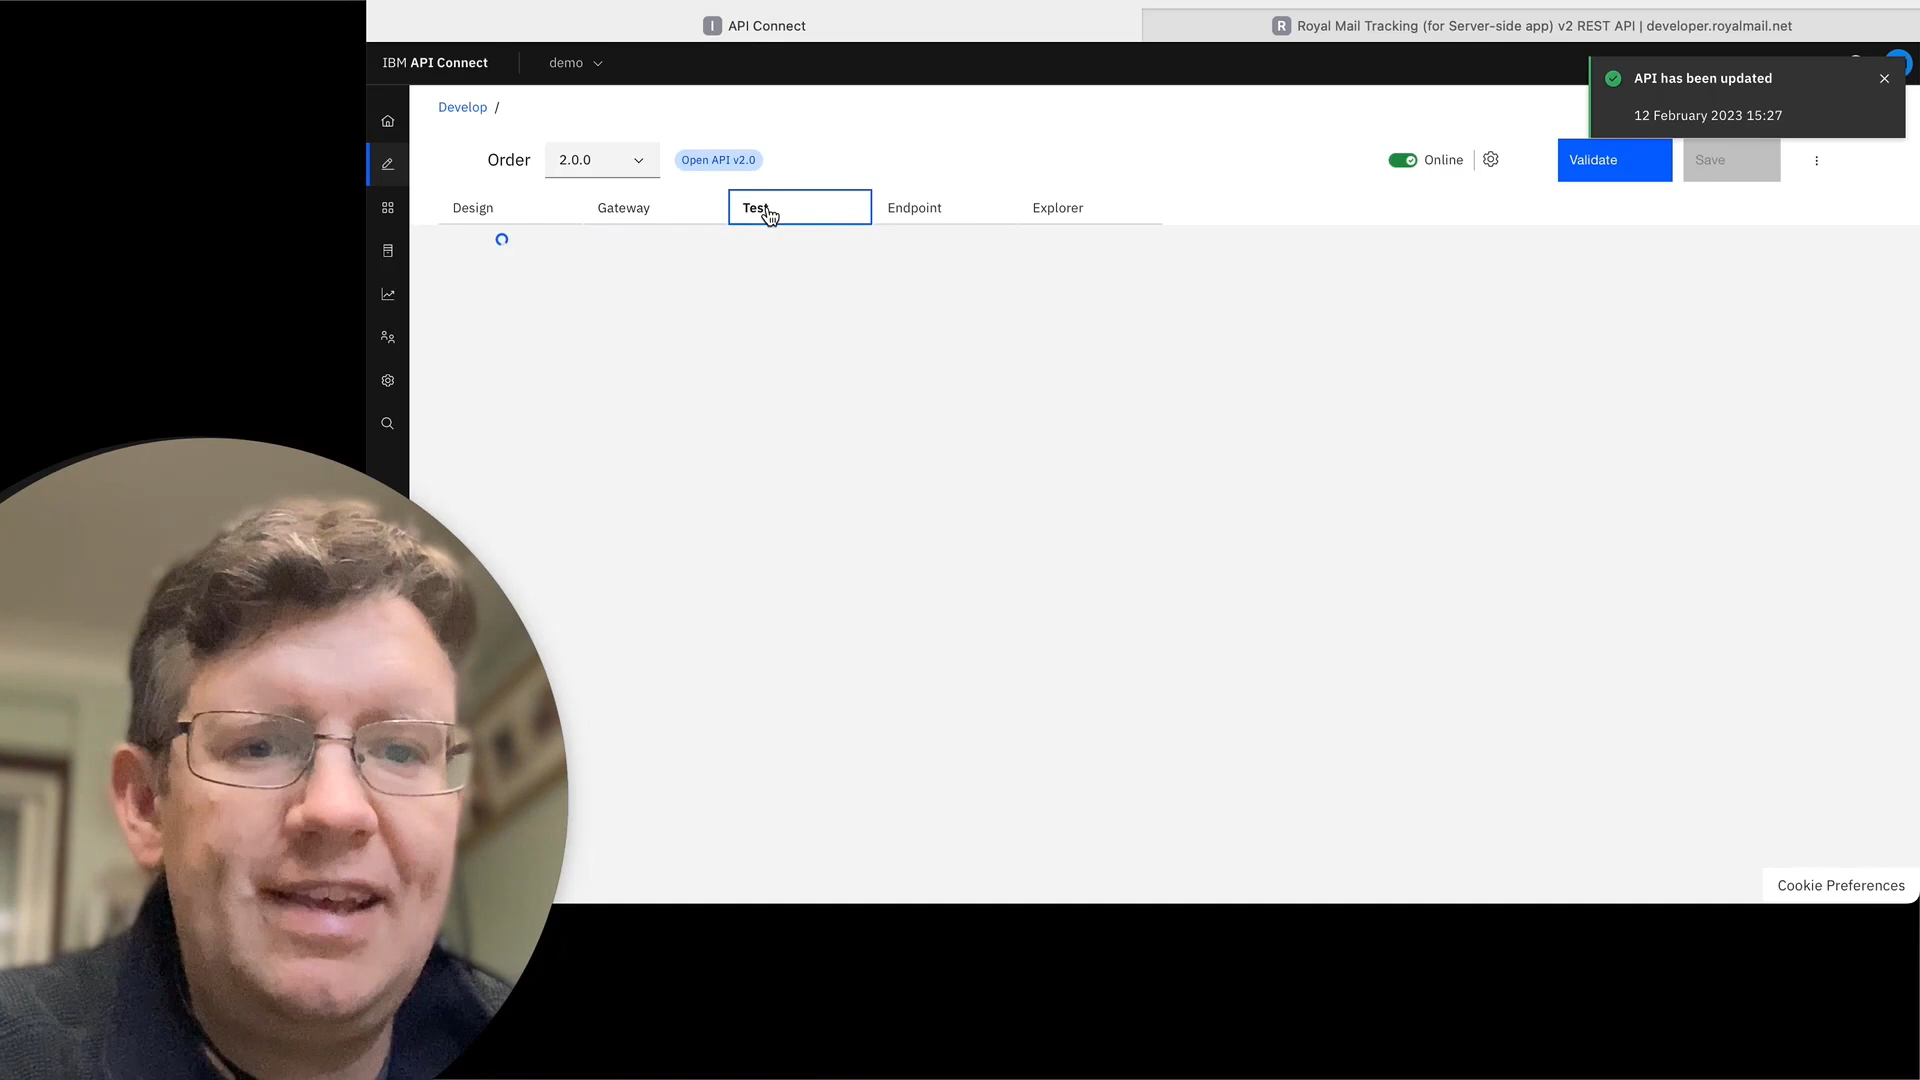 I API Connect
R Royal Mail Tracking (for Server-side app) v2 REST API | developer.royalmail.net
IBM API Connect demo
API has been updated
12 February 2023 15:27
Develop /
Order 2.0.0 Open API v2.0 Online Validate Save
Design Gateway Test Endpoint Explorer
Cookie Preferences